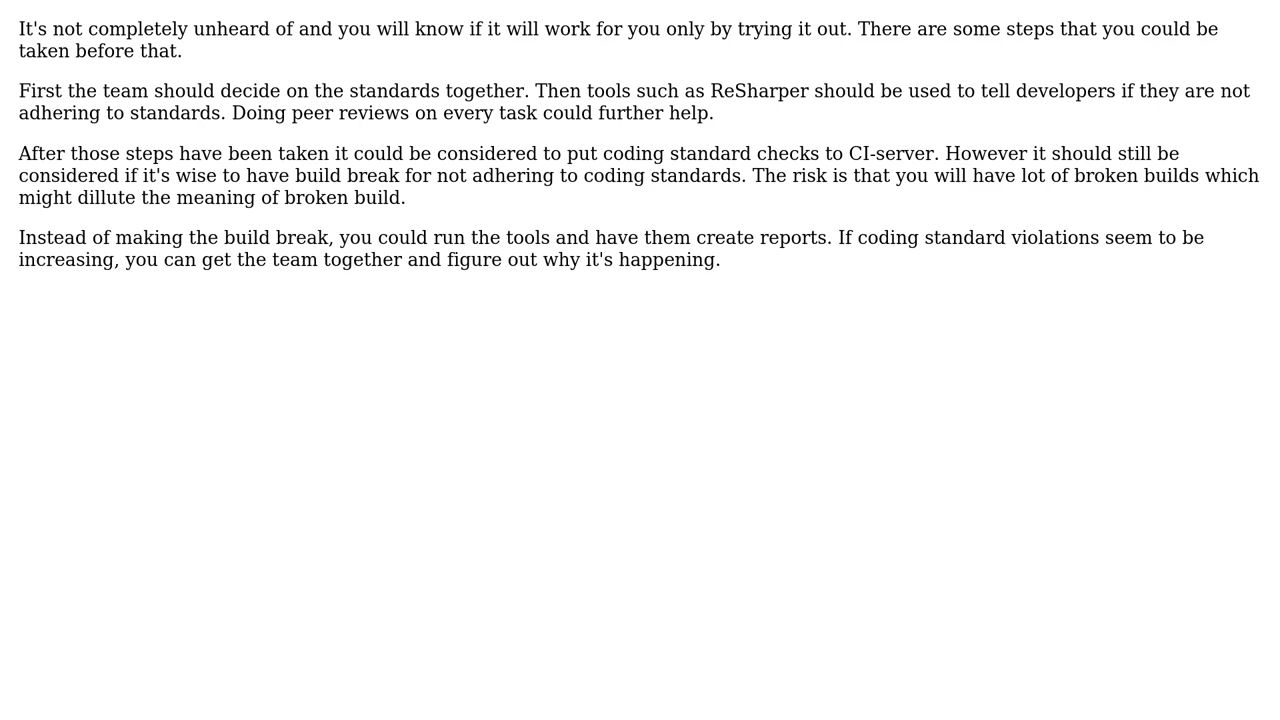 It's not completely unheard of and you will know if it will work for you only by trying it out. There are some steps that you could be
taken before that.
First the team should decide on the standards together. Then tools such as ReSharper should be used to tell developers if they are not
adhering to standards. Doing peer reviews on every task could further help.
After those steps have been taken it could be considered to put coding standard checks to CI-server. However it should still be
considered if it's wise to have build break for not adhering to coding standards. The risk is that you will have lot of broken builds which
might dillute the meaning of broken build.
Instead of making the build break, you could run the tools and have them create reports. If coding standard violations seem to be
increasing, you can get the team together and figure out why it's happening.